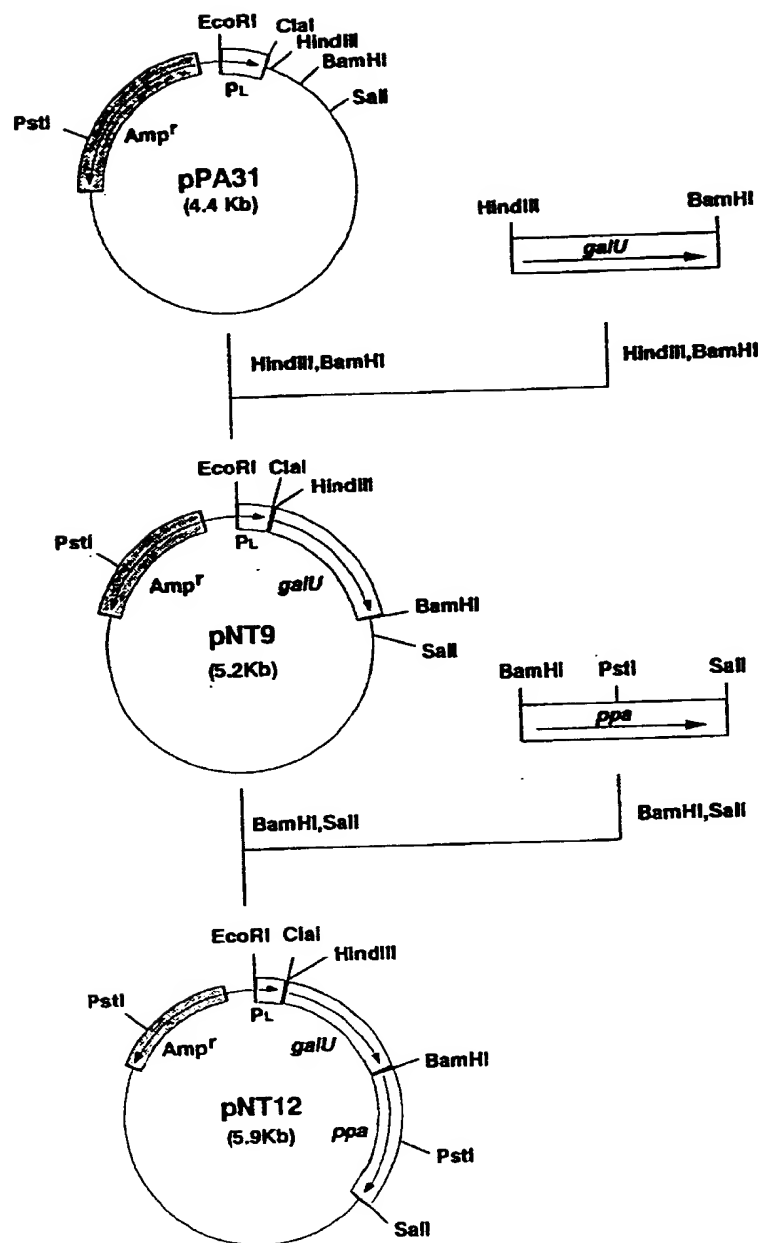 EcoRI
ClaI
HindIII
BamHI
SalI
PstI
Ampr
PL
pPA31
(4.4 Kb)
HindIII
BamHI
galU
HindIII,BamHI
HindIII,BamHI
EcoRI
ClaI
HindIII
PstI
Ampr
PL
galU
BamHI
SalI
pNT9
(5.2Kb)
BamHI
PstI
SalI
ppa
BamHI,SalI
BamHI,SalI
EcoRI
ClaI
HindIII
PstI
Ampr
PL
galU
BamHI
pNT12
(5.9Kb)
ppa
PstI
SalI